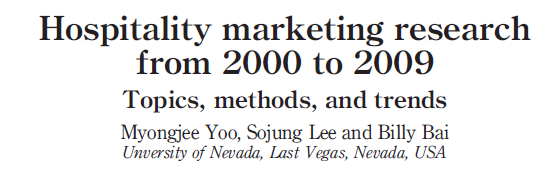 Hospitality marketing research
from 2000 to 2009
Topics, methods, and trends
Myongjee Yoo, Sojung Lee and Billy Bai
Unversity of Nevada, Last Vegas, Nevada, USA